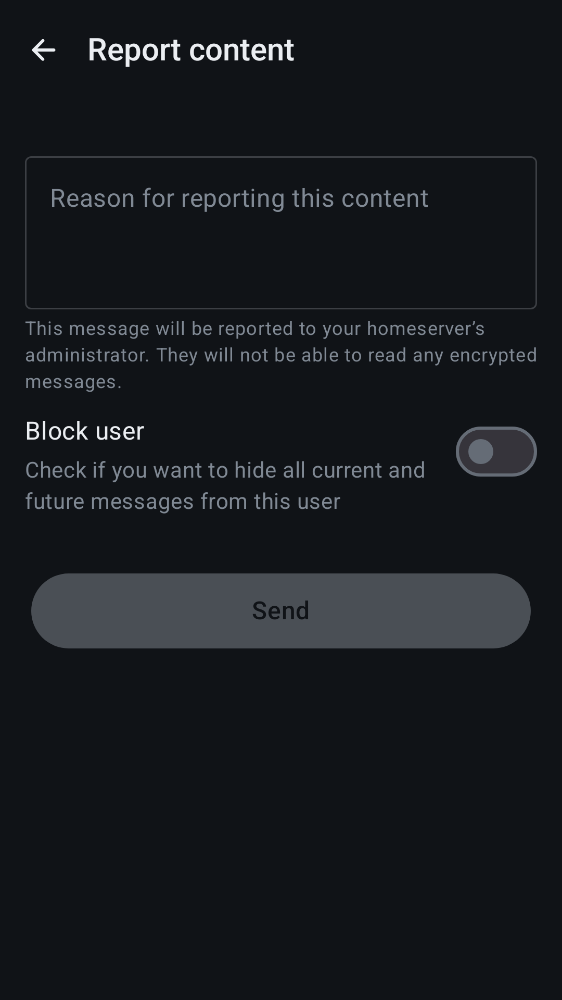 Report content
Reason for reporting this content
This message will be reported to your homeserver’s
administrator. They will not be able to read any encrypted
messages.
Block user
Check if you want to hide all current and
future messages from this user
Send